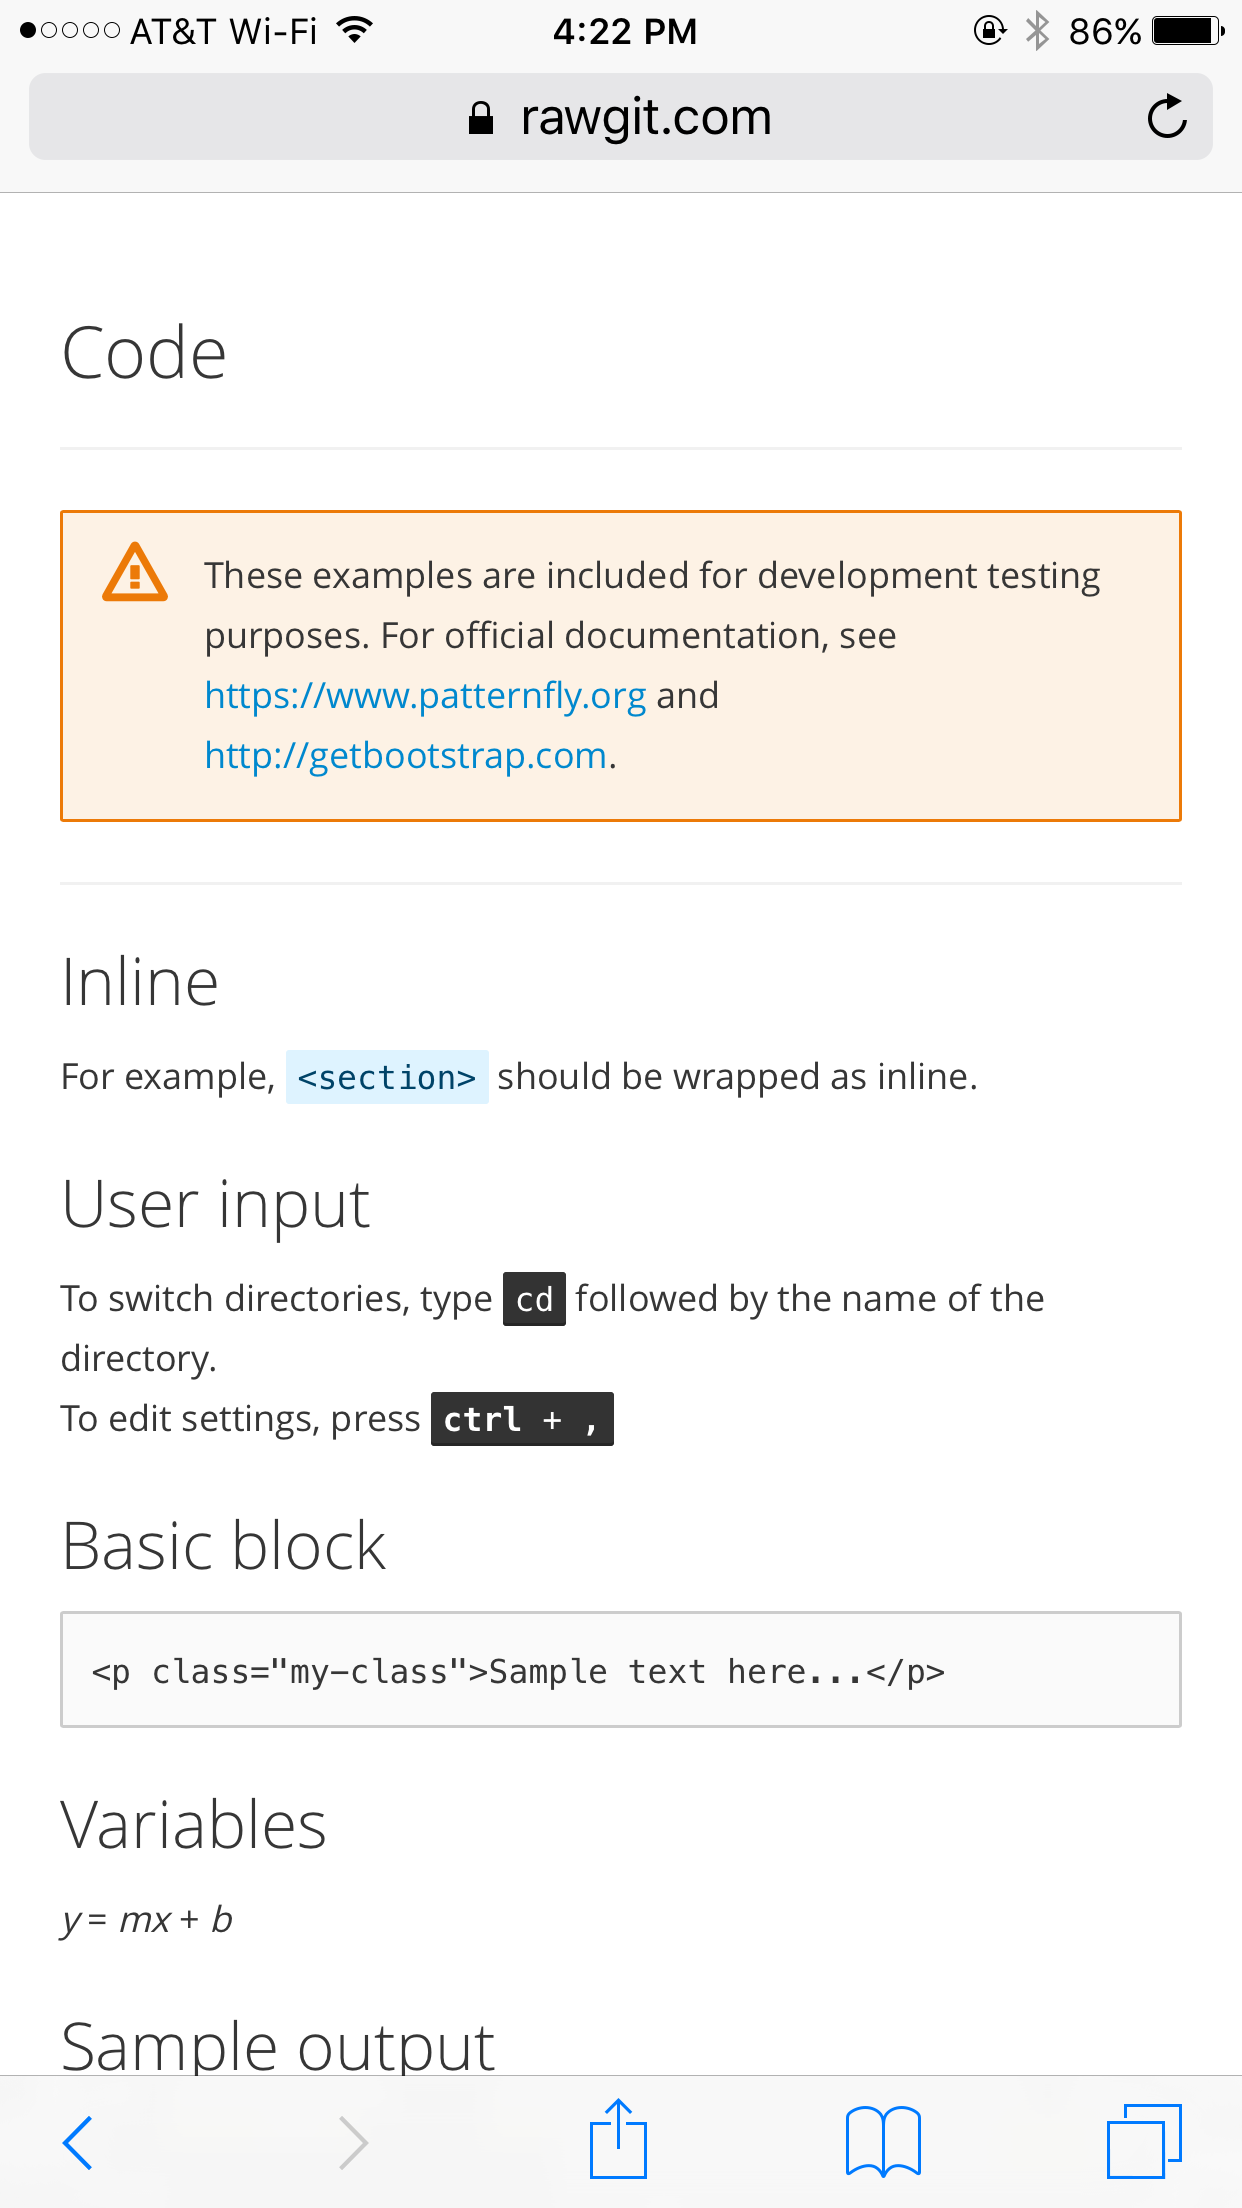 AT&T Wi-Fi 4:22 PM 86%
rawgit.com
Code
These examples are included for development testing
purposes. For official documentation, see
https://www.patternfly.org and
http://getbootstrap.com.
Inline
For example, <section> should be wrapped as inline.
User input
To switch directories, type cd followed by the name of the
directory.
To edit settings, press ctrl + ,
Basic block
<p class="my-class">Sample text here...</p>
Variables
y = mx + b
Sample output